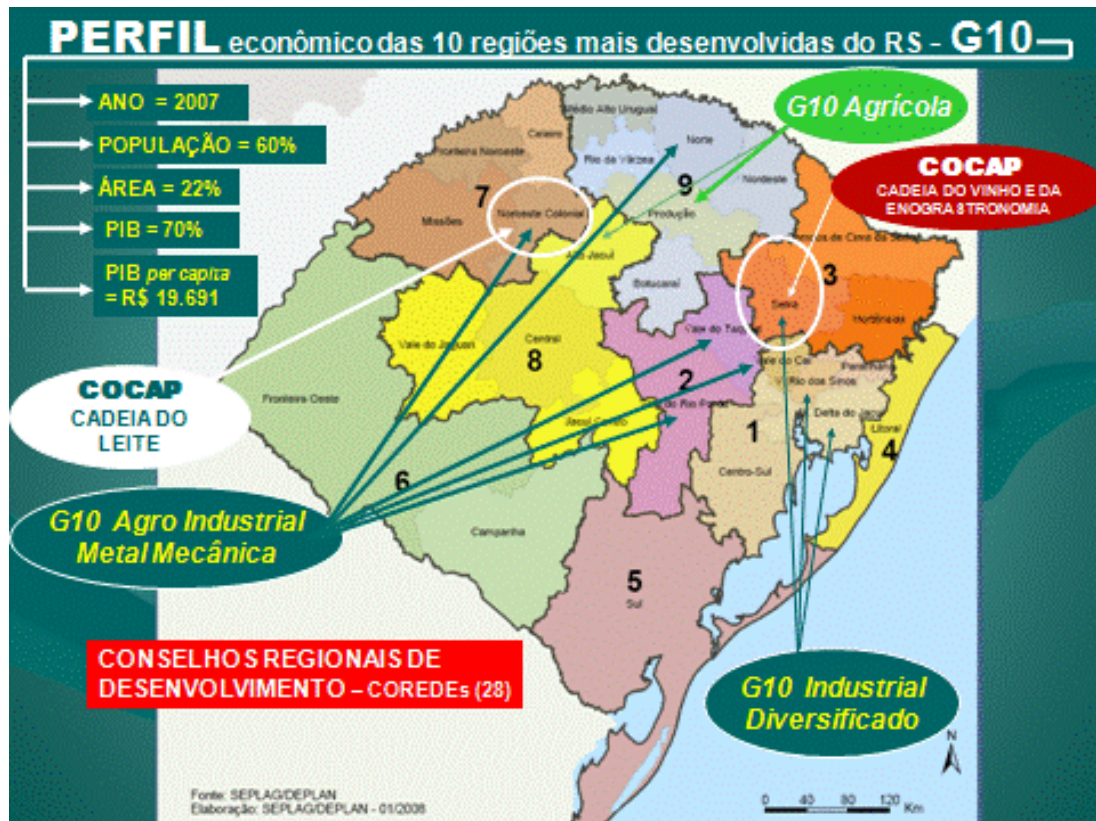 PERFIL econômico das 10 regiões mais desenvolvidas do RS - G10
ANO = 2007
POPULAÇÃO = 60%
ÁREA = 22%
PIB = 70%
PIB per capita
= R$ 19.691
G10 Agrícola
COCAP
CADEIA DO VINHO E DA
ENOGRA8TRONOMIA
COCAP
CADEIA DO
LEITE
G10 Agro Industrial
Metal Mecânica
G10 Industrial
Diversificado
CONSELHOS REGIONAIS DE
DESENVOLVIMENTO – COREDEs (28)
Médio Alto Uruguai
Celeiro
Norte
Fronteira Noroeste
Rio da Várzea
Nordeste
7
9
Missões
Noroeste Colonial
Produção
Campos de Cima da Serra
Alto Jacuí
3
Botucaraí
Serra
Hortênsias
Vale do Taquari
Vale do Jaguari
Central
8
Vale do Caí
Paranhana
2
V. Rio dos Sinos
Fronteira Oeste
do Rio Pardo
Jacuí Centro
Delta do Jacuí
Litoral
1
4
Centro-Sul
6
Campanha
5
Sul
N
0 40 80 120
Km
Fonte: SEPLAG/DEPLAN
Elaboração: SEPLAG/DEPLAN - 01/2008